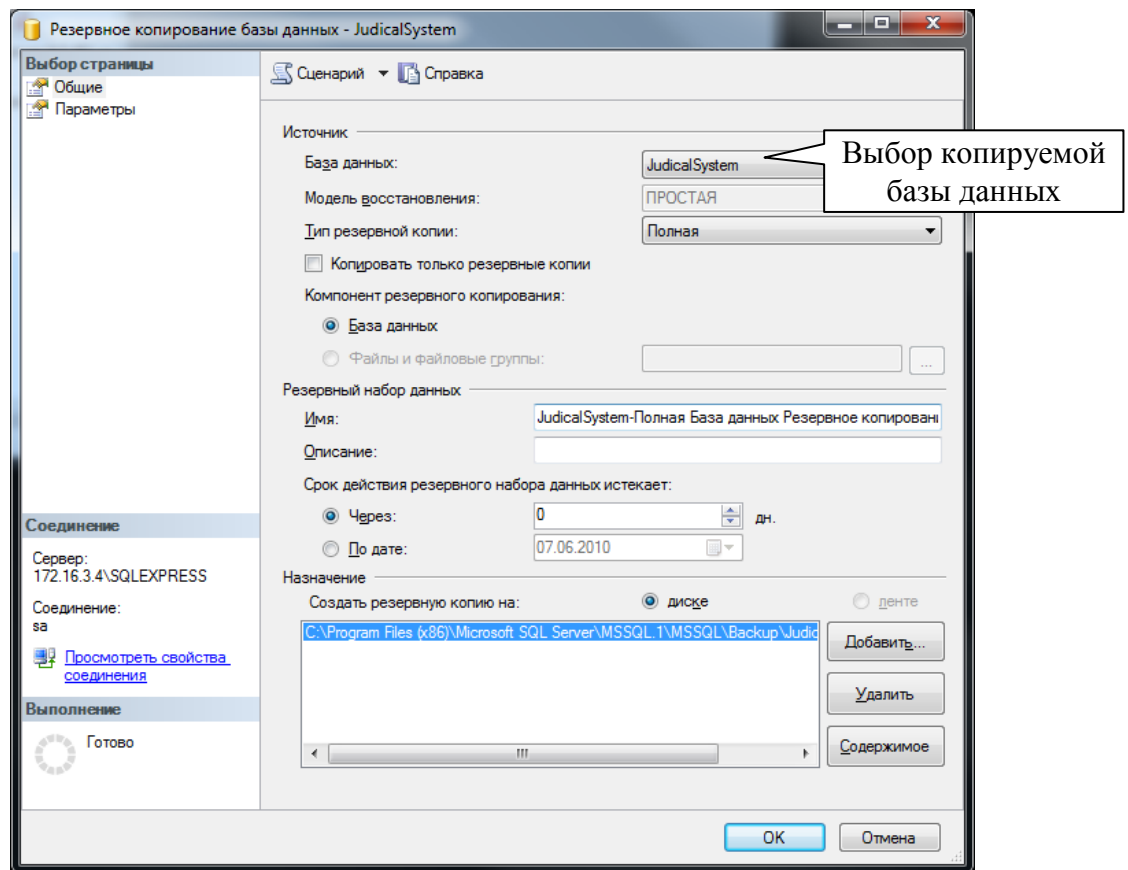 Резервное копирование базы данных - JudicalSystem
Выбор страницы
Общие
Параметры
Сценарий
Справка
Источник
База данных:
JudicalSystem
Выбор копируемой
базы данных
Модель восстановления:
ПРОСТАЯ
Тип резервной копии:
Полная
Копировать только резервные копии
Компонент резервного копирования:
База данных
Файлы и файловые группы:
...
Резервный набор данных
Имя:
JudicalSystem-Полная База данных Резервное копировани
Описание:
Срок действия резервного набора данных истекает:
Через:
0
дн.
По дате:
07.06.2010
Назначение
Создать резервную копию на:
диске
ленте
C:\Program Files (x86)\Microsoft SQL Server\MSSQL.1\MSSQL\Backup\Judic
Добавить...
Удалить
Содержимое
Соединение
Сервер:
172.16.3.4\SQLEXPRESS
Соединение:
sa
Просмотреть свойства
соединения
Выполнение
Готово
OK
Отмена